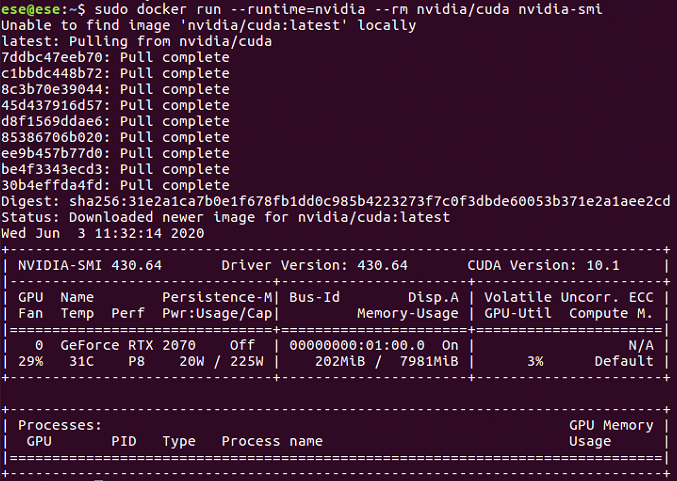 ese@ese:~$ sudo docker run --runtime=nvidia --rm nvidia/cuda nvidia-smi
Unable to find image 'nvidia/cuda:latest' locally
latest: Pulling from nvidia/cuda
7ddbc47eeb70: Pull complete
c1bbdc448b72: Pull complete
8c3b70e39044: Pull complete
45d437916d57: Pull complete
d8f1569ddae6: Pull complete
85386706b020: Pull complete
ee9b457b77d0: Pull complete
be4f3343ecd3: Pull complete
30b4effda4fd: Pull complete
Digest: sha256:31e2a1ca7b0e1f678fb1dd0c985b4223273f7c0f3dbde60053b371e2a1aee2cd
Status: Downloaded newer image for nvidia/cuda:latest
Wed Jun  3 11:32:14 2020
+-----------------------------------------------------------------------------+
| NVIDIA-SMI 430.64       Driver Version: 430.64       CUDA Version: 10.1     |
|-------------------------------+----------------------+----------------------+
| GPU  Name        Persistence-M| Bus-Id        Disp.A | Volatile Uncorr. ECC |
| Fan  Temp  Perf  Pwr:Usage/Cap|         Memory-Usage | GPU-Util  Compute M. |
|===============================+======================+======================|
|   0  GeForce RTX 2070    Off  | 00000000:01:00.0  On |                  N/A |
| 29%   31C    P8    20W / 225W |    202MiB /  7981MiB |      3%      Default |
+-------------------------------+----------------------+----------------------+

+-----------------------------------------------------------------------------+
| Processes:                                                       GPU Memory |
|  GPU       PID   Type   Process name                             Usage      |
|=============================================================================|
+-----------------------------------------------------------------------------+